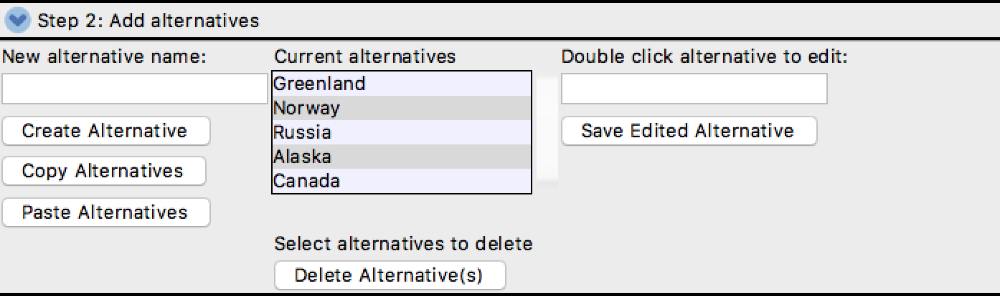 Step 2: Add alternatives
New alternative name:
Create Alternative
Copy Alternatives
Paste Alternatives
Current alternatives
Greenland
Norway
Russia
Alaska
Canada
Select alternatives to delete
Delete Alternative(s)
Double click alternative to edit:
Save Edited Alternative